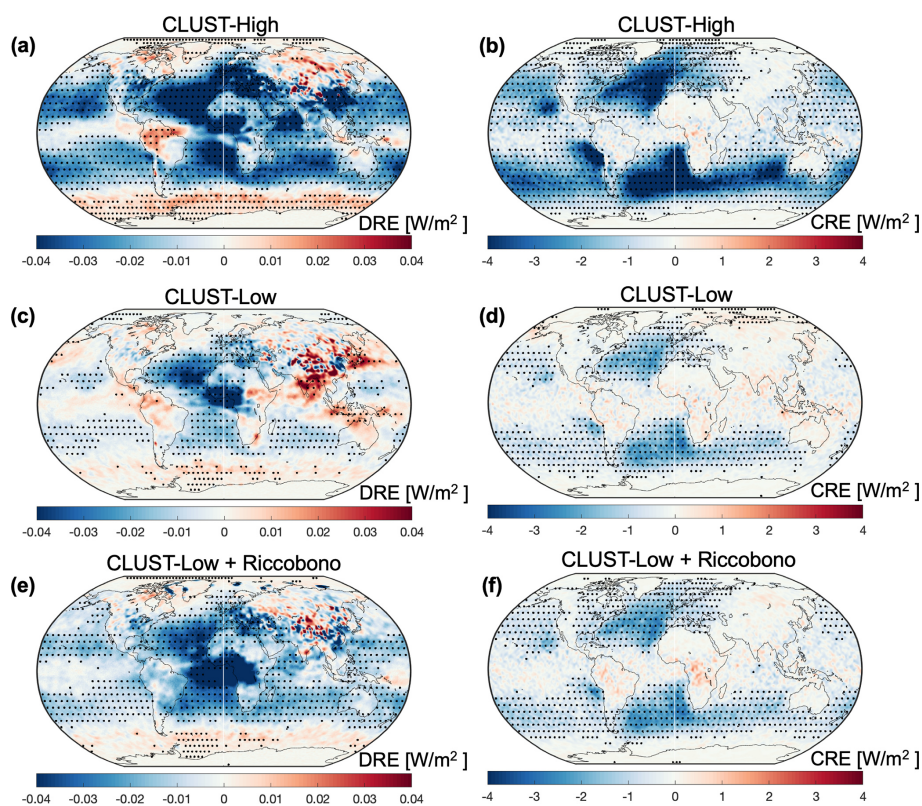 CLUST-High
CLUST-High
(a)
(b)
DRE [W/m² ]
CRE [W/m² ]
-0.04 -0.03 -0.02 -0.01 0 0.01 0.02 0.03 0.04
-4 -3 -2 -1 0 1 2 3 4
CLUST-Low
CLUST-Low
(c)
(d)
DRE [W/m² ]
CRE [W/m² ]
-0.04 -0.03 -0.02 -0.01 0 0.01 0.02 0.03 0.04
-4 -3 -2 -1 0 1 2 3 4
CLUST-Low + Riccobono
CLUST-Low + Riccobono
(e)
(f)
DRE [W/m² ]
CRE [W/m² ]
-0.04 -0.03 -0.02 -0.01 0 0.01 0.02 0.03 0.04
-4 -3 -2 -1 0 1 2 3 4